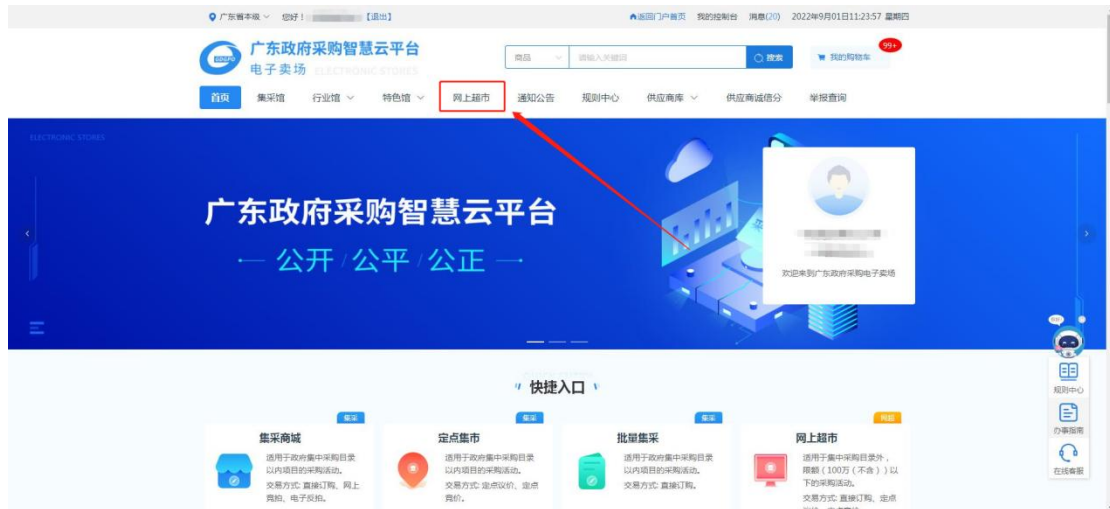 广东省本级 您好！ 【退出】 返回门户首页 我的控制台 消息(20) 2022年9月01日11:23:57 星期四
GDGPO 广东政府采购智慧云平台
电子卖场 ELECTRONIC STORES
商品 请输入关键词 搜索 我的购物车 99+
首页 集采馆 行业馆 特色馆 网上超市 通知公告 规则中心 供应商库 供应商诚信分 举报查询
ELECTRONIC STORES
广东政府采购智慧云平台
公开/公平/公正
欢迎来到广东政府采购电子卖场
快捷入口
规则中心
办事指南
在线客服
集采
集采商城
适用于政府集中采购目录
以内项目的采购活动。
交易方式: 直接订购、网上
竞拍、电子反拍。
集采
定点集市
适用于政府集中采购目录
以内项目的采购活动。
交易方式: 定点议价、定点
竞价。
集采
批量集采
适用于政府集中采购目录
以内项目的采购活动。
交易方式: 直接订购。
网超
网上超市
适用于集中采购目录外，
限额（100万（不含））以
下的采购活动。
交易方式: 直接订购、定点